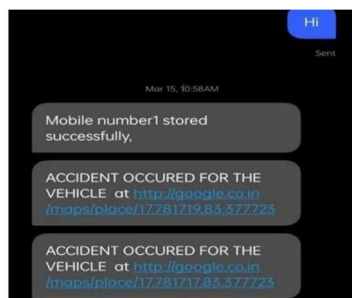 Hi
Sent
Mar 15, 10:58AM
Mobile number1 stored
successfully,
ACCIDENT OCCURED FOR THE
VEHICLE at http://google.co.in
/maps/place/17.781719,83.377723
ACCIDENT OCCURED FOR THE
VEHICLE at http://google.co.in
/maps/place/17.781717,83.377725